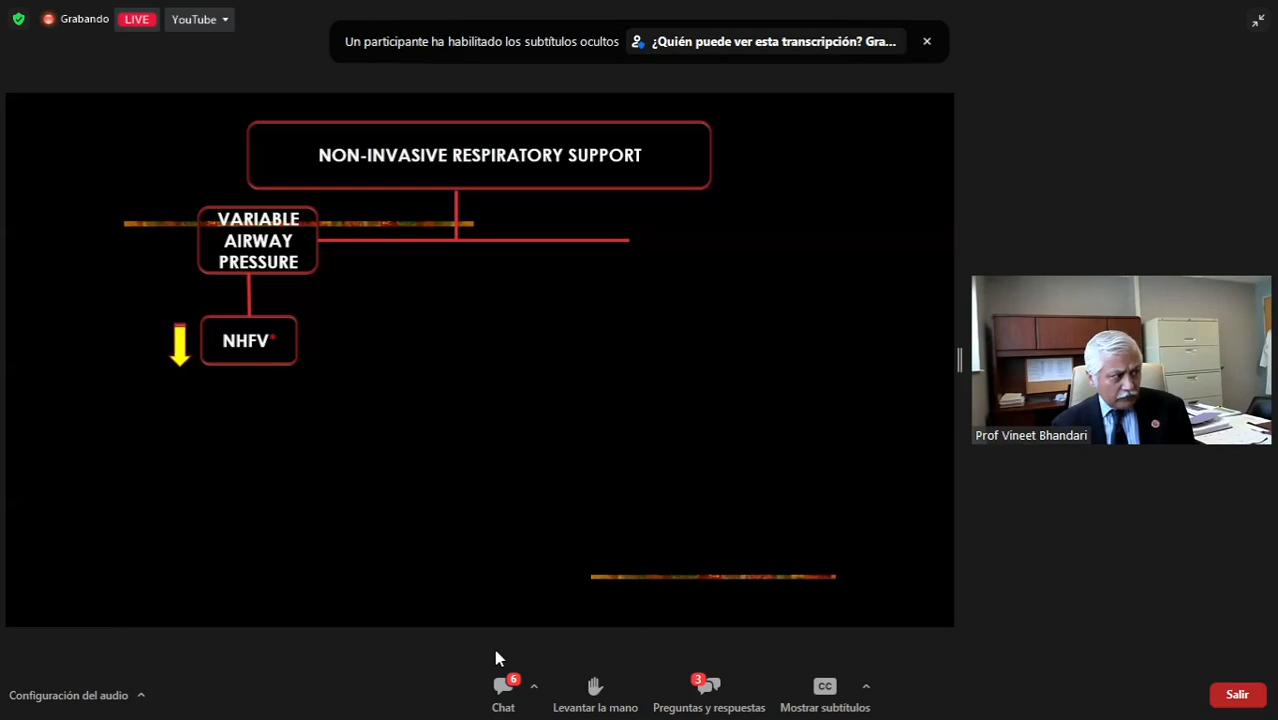 Grabando
LIVE
YouTube
Un participante ha habilitado los subtítulos ocultos
¿Quién puede ver esta transcripción? Gra...
NON-INVASIVE RESPIRATORY SUPPORT
VARIABLE
AIRWAY
PRESSURE
NHFV*
Prof Vineet Bhandari
Configuración del audio
6
Chat
Levantar la mano
3
Preguntas y respuestas
CC
Mostrar subtítulos
Salir